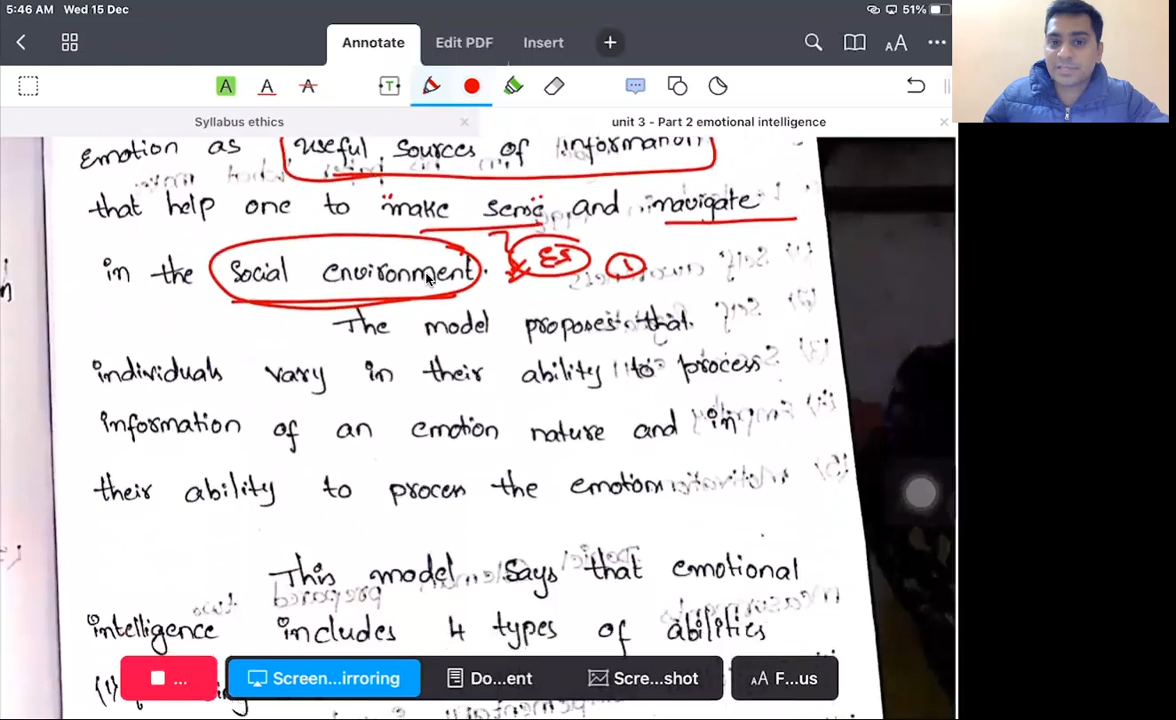 5:46 AM Wed 15 Dec
51%
Annotate
Edit PDF
Insert
Syllabus ethics
unit 3 - Part 2 emotional intelligence
Emotion as useful sources of information
that help one to "make sense" and navigate
in the social environment. ES 1
The model proposes that
individuals vary in their ability to process
information of an emotion nature and in
their ability to process the emotion
This model says that emotional
intelligence includes 4 types of abilities
(1)
...
Screen...irroring
Do...ent
Scre...shot
AA F...us